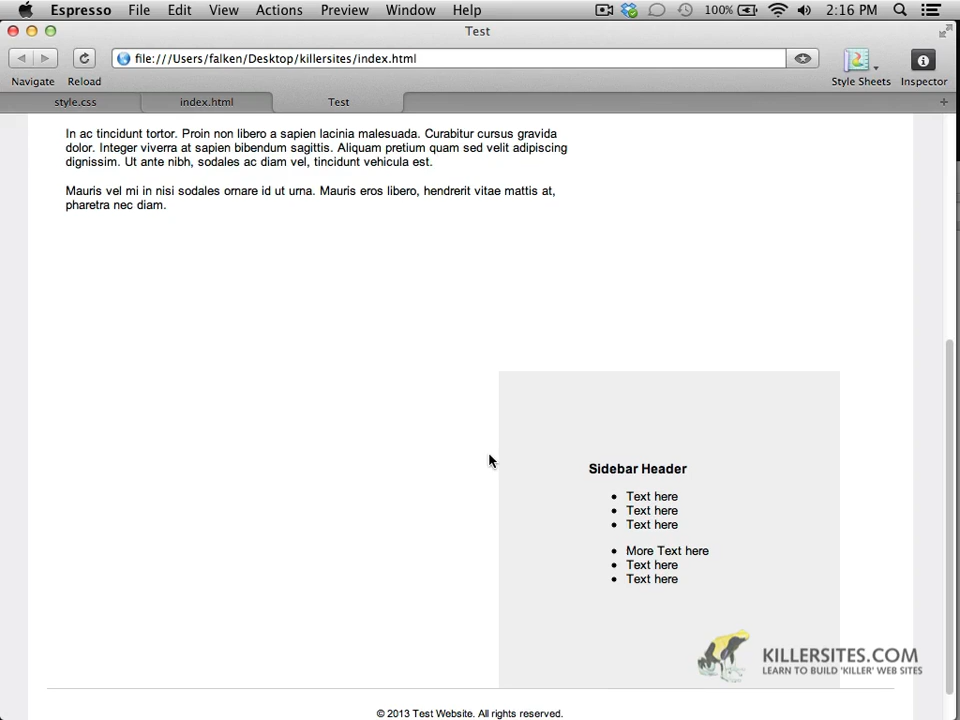 Espresso File Edit View Actions Preview Window Help 100% 2:16 PM
Test
file:///Users/falken/Desktop/killersites/index.html
Navigate Reload Style Sheets Inspector
style.css index.html Test +
In ac tincidunt tortor. Proin non libero a sapien lacinia malesuada. Curabitur cursus gravida
dolor. Integer viverra at sapien bibendum sagittis. Aliquam pretium quam sed velit adipiscing
dignissim. Ut ante nibh, sodales ac diam vel, tincidunt vehicula est.
Mauris vel mi in nisi sodales ornare id ut urna. Mauris eros libero, hendrerit vitae mattis at,
pharetra nec diam.
Sidebar Header
• Text here
• Text here
• Text here
• More Text here
• Text here
• Text here
KILLERSITES.COM
LEARN TO BUILD 'KILLER' WEB SITES
© 2013 Test Website. All rights reserved.